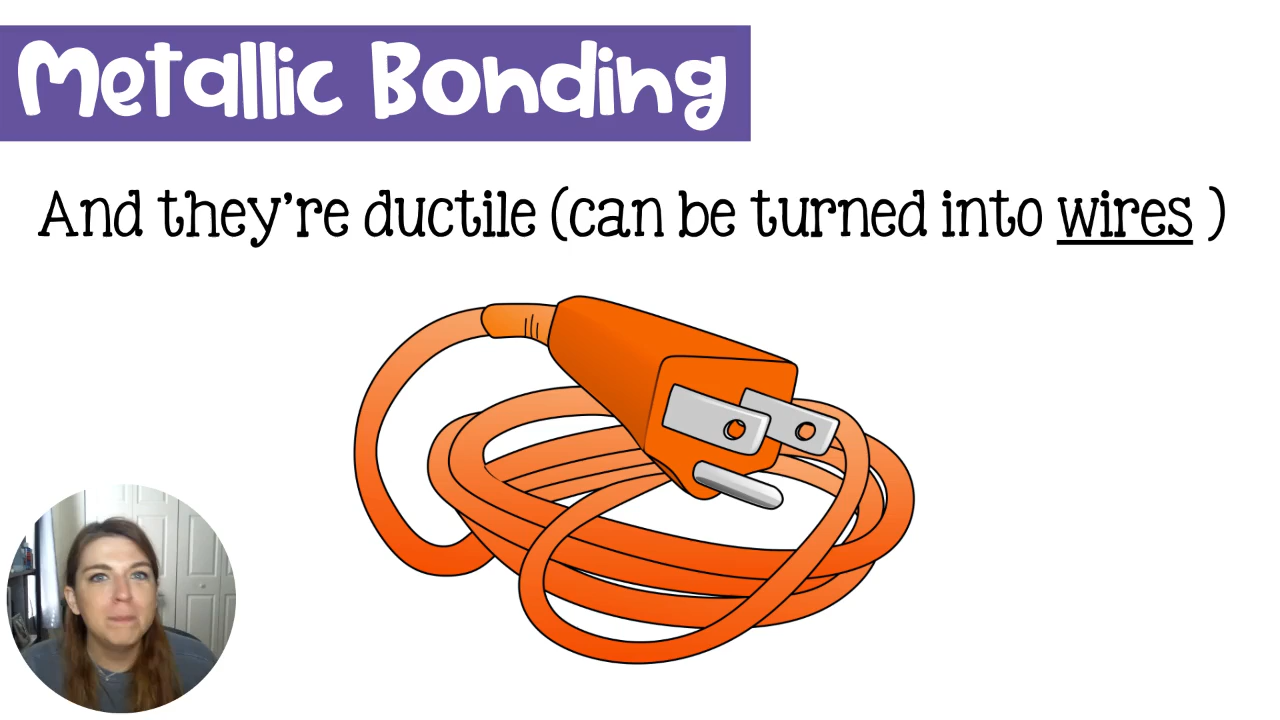 Metallic Bonding
And they're ductile (can be turned into wires )